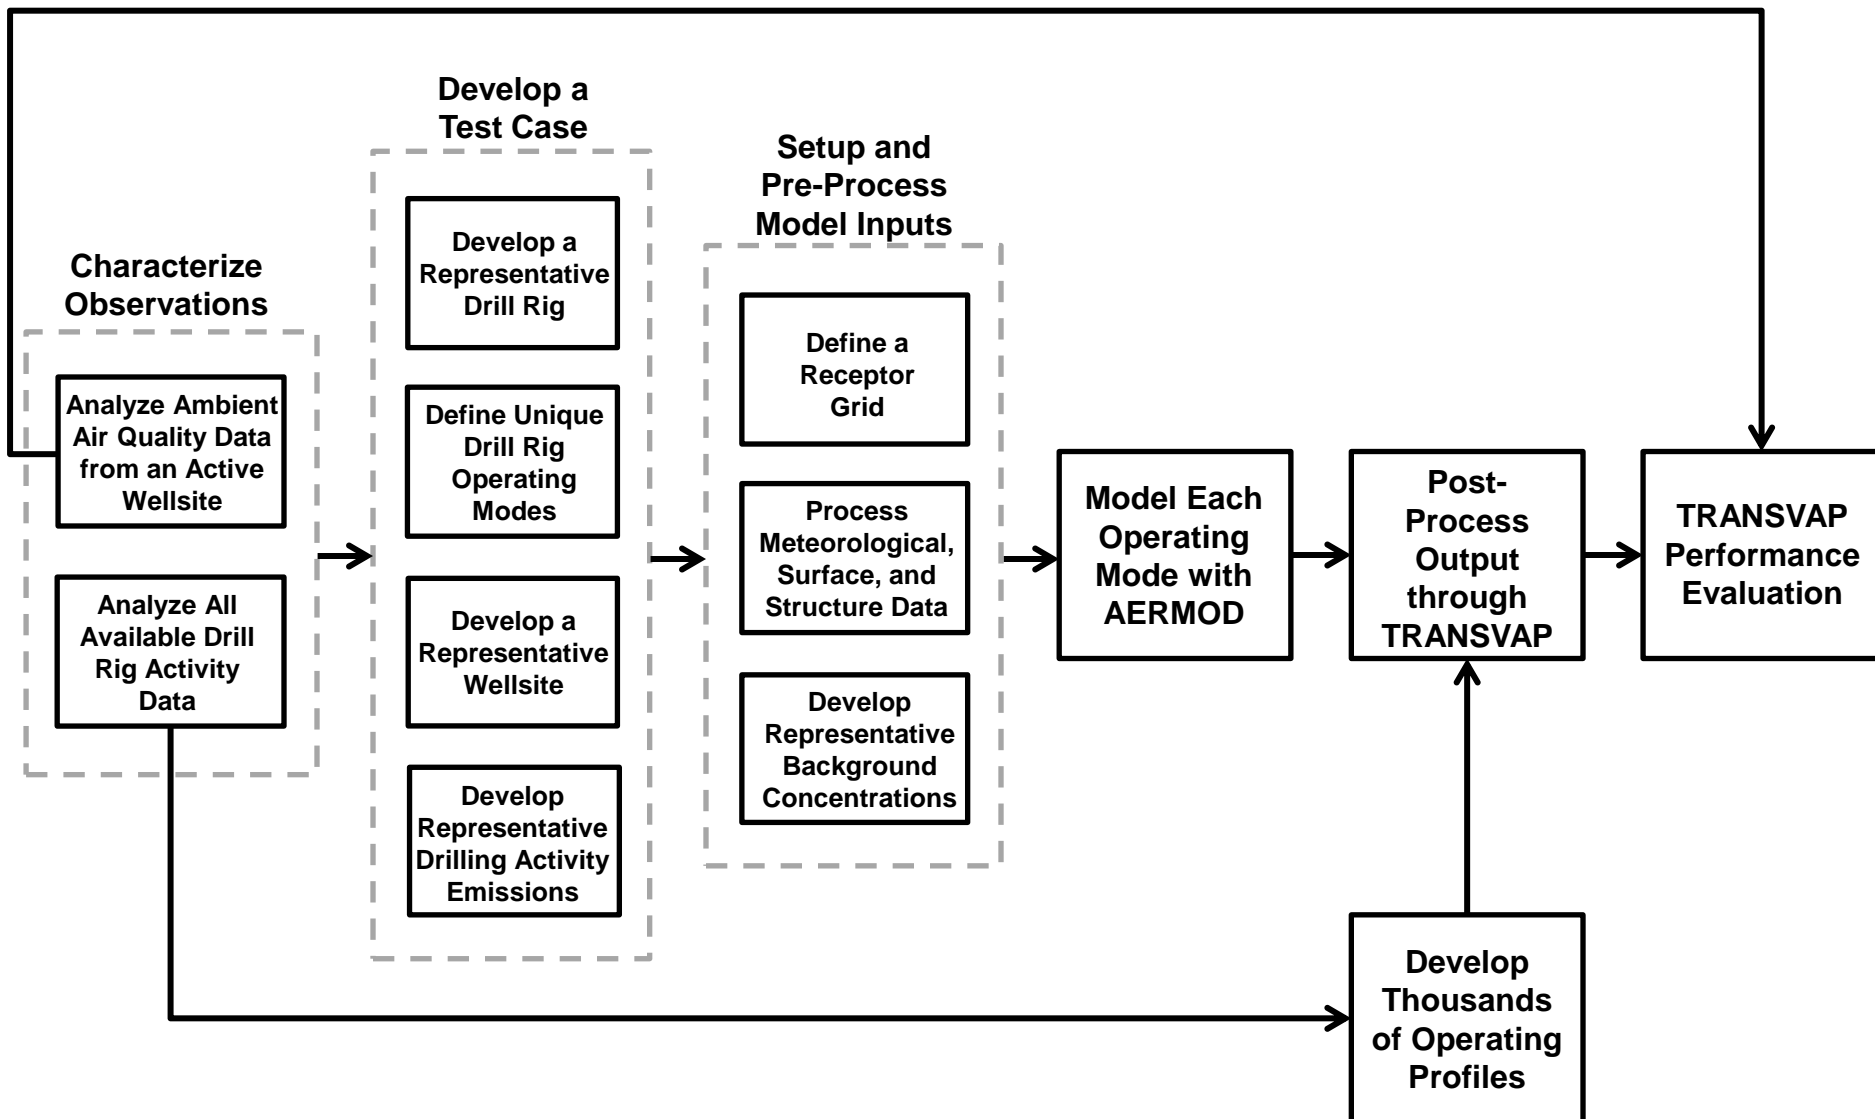 Characterize
Observations
Analyze Ambient
Air Quality Data
from an Active
Wellsite
Analyze All
Available Drill
Rig Activity
Data
Develop a
Test Case
Develop a
Representative
Drill Rig
Define Unique
Drill Rig
Operating
Modes
Develop a
Representative
Wellsite
Develop
Representative
Drilling Activity
Emissions
Setup and
Pre-Process
Model Inputs
Define a
Receptor
Grid
Process
Meteorological,
Surface, and
Structure Data
Develop
Representative
Background
Concentrations
Model Each
Operating
Mode with
AERMOD
Post-
Process
Output
through
TRANSVAP
TRANSVAP
Performance
Evaluation
Develop
Thousands
of Operating
Profiles